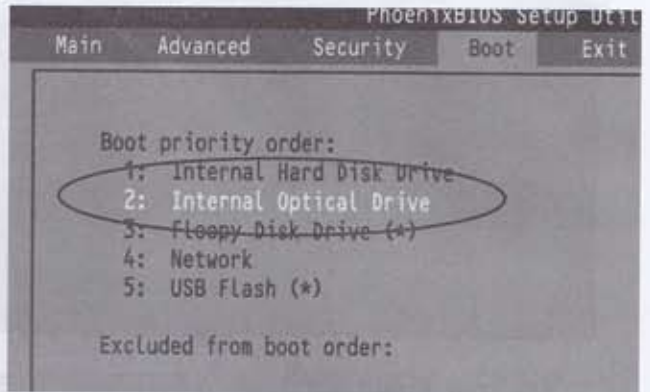 PhoenixBIOS Setup Util
Main Advanced Security Boot Exit
Boot priority order:
1: Internal Hard Disk Drive
2: Internal Optical Drive
3: Floopy Disk Drive (*)
4: Network
5: USB Flash (*)
Excluded from boot order: